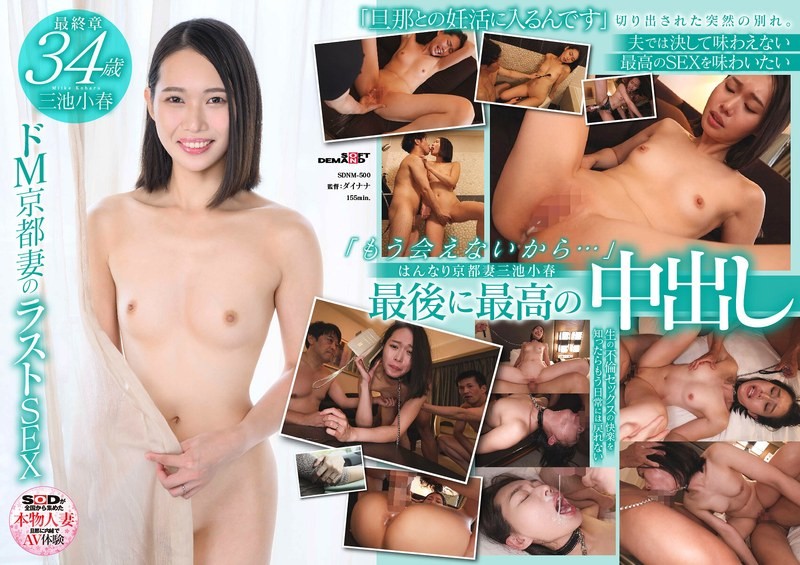 最終章
34歳
Miike Koharu
三池小春
ドM京都妻のラストSEX
SODが
全国から集めた
本物人妻
旦那に内緒で
AV体験
SOFT
DEMAND
SDNM-500
監督：ダイナナ
155min.
「旦那との妊活に入るんです」
切り出された突然の別れ。
夫では決して味わえない
最高のSEXを味わいたい
「もう会えないから…」
はんなり京都妻三池小春
最後に最高の中出し
生の不倫セックスの快楽を
知ったらもう日常には戻れない